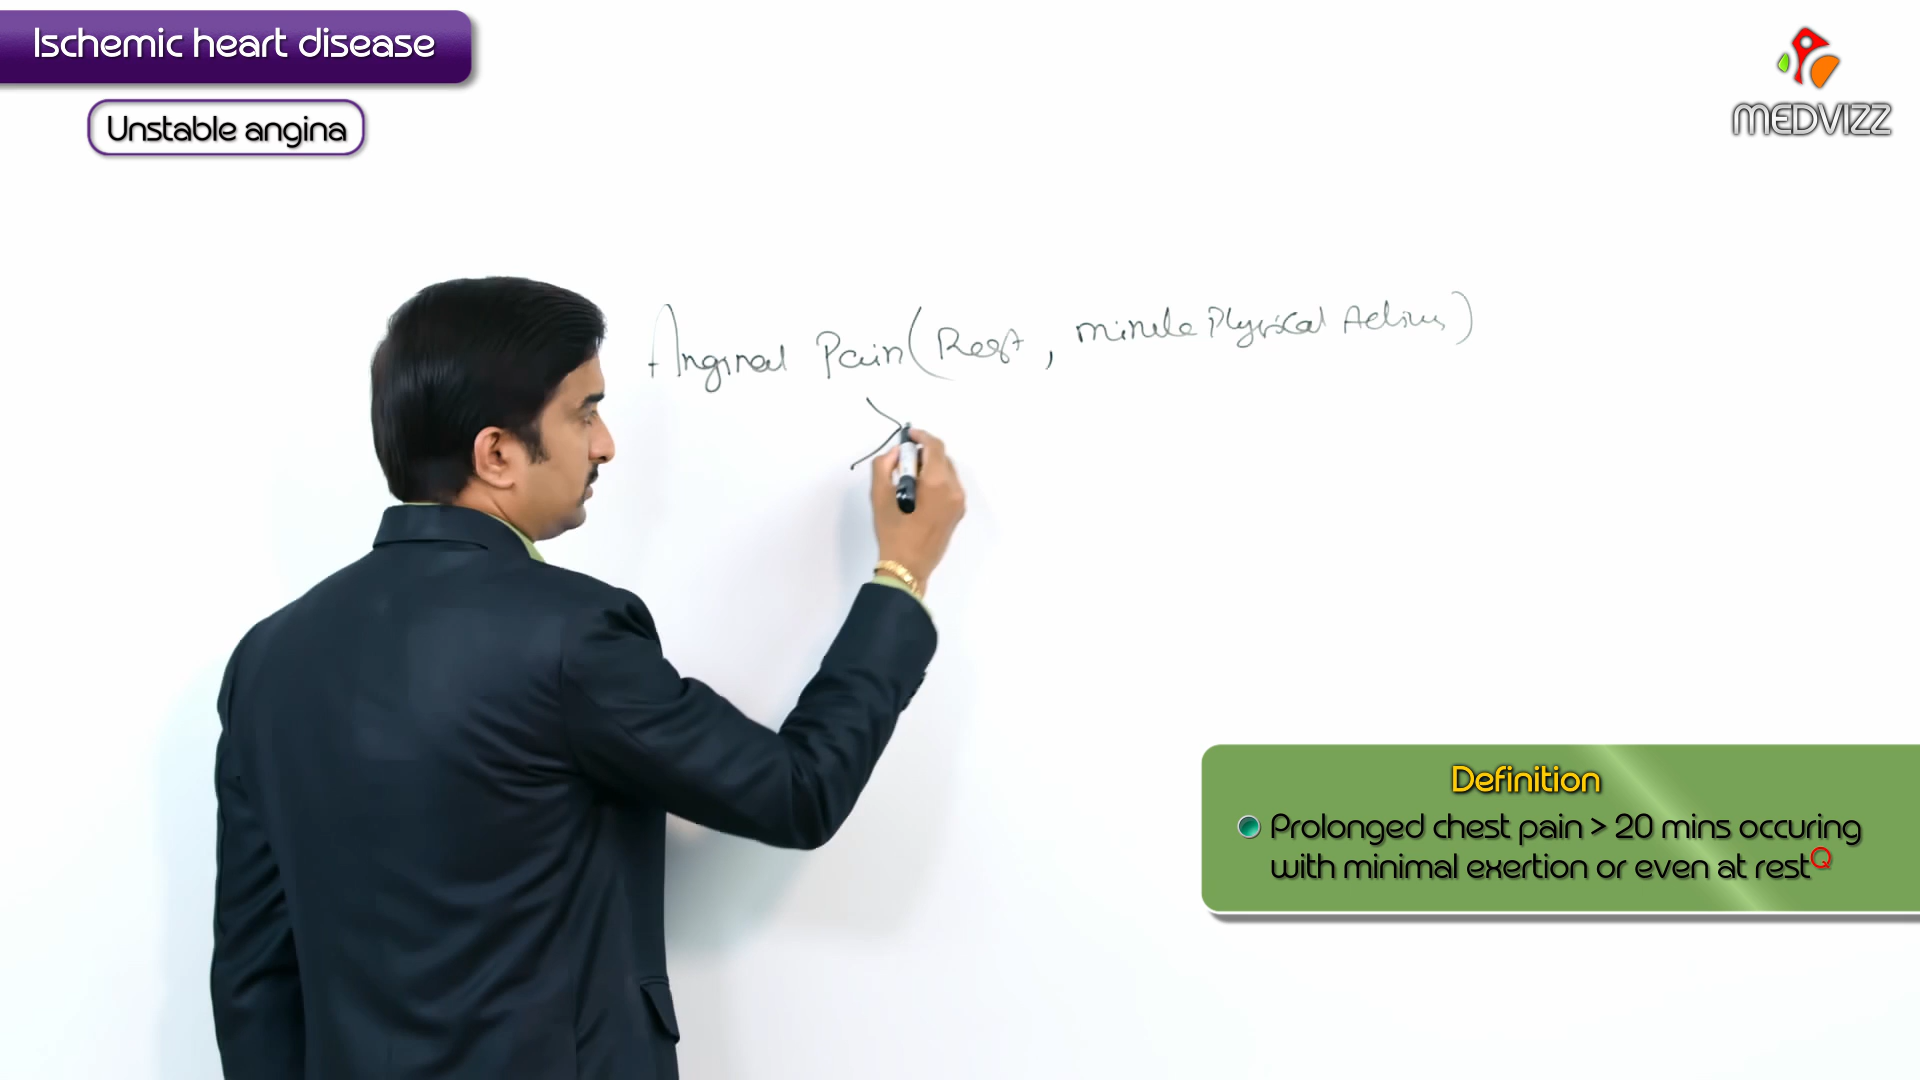 Ischemic heart disease
Unstable angina
MEDVIZZ
Anginal Pain (Rest, minute Physical Actions)
>
Definition
Prolonged chest pain > 20 mins occuring
with minimal exertion or even at rest Q